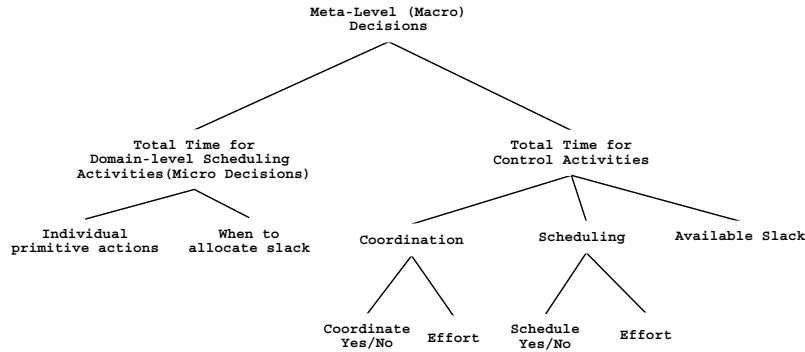 Meta-Level (Macro)
Decisions
Total Time for
Domain-level Scheduling
Activities(Micro Decisions)
Total Time for
Control Activities
Individual
primitive actions
When to
allocate slack
Coordination
Scheduling
Available Slack
Coordinate
Yes/No
Effort
Schedule
Yes/No
Effort